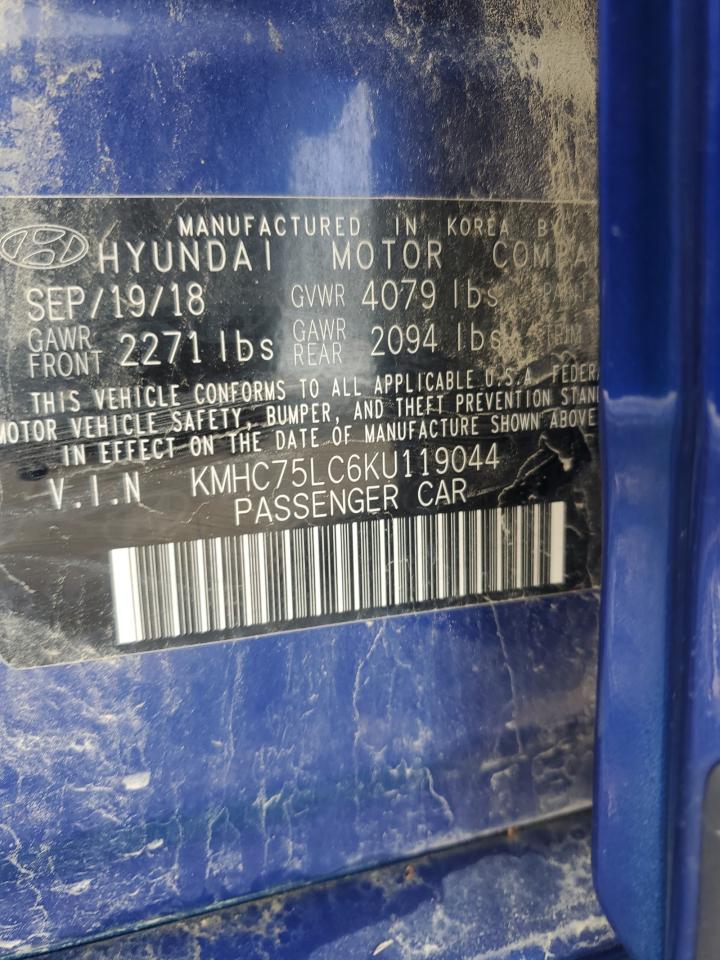 MANUFACTURED IN KOREA BY
HYUNDAI MOTOR COMPA
SEP/19/18 GVWR 4079 lbs
GAWR FRONT 2271 lbs GAWR REAR 2094 lbs
THIS VEHICLE CONFORMS TO ALL APPLICABLE U.S.A. FEDER
MOTOR VEHICLE SAFETY, BUMPER, AND THEFT PREVENTION STAN
IN EFFECT ON THE DATE OF MANUFACTURE SHOWN ABOVE
V.I.N KMHC75LC6KU119044
PASSENGER CAR